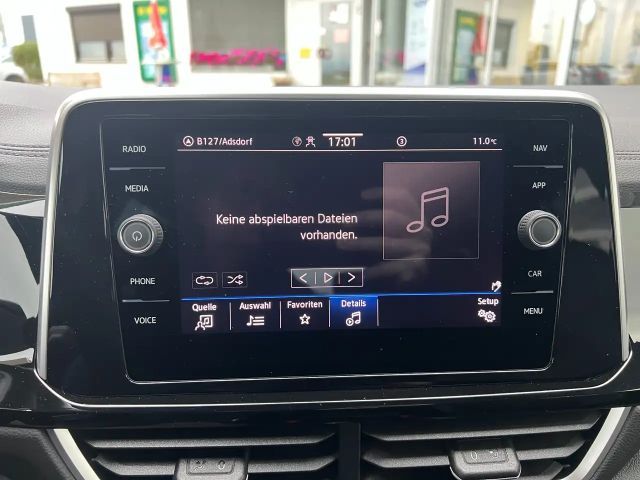 RADIO
MEDIA
PHONE
VOICE
B127/Adsdorf
17:01
3
11.0°C
Keine abspielbaren Dateien
vorhanden.
Quelle
Auswahl
Favoriten
Details
Setup
NAV
APP
CAR
MENU